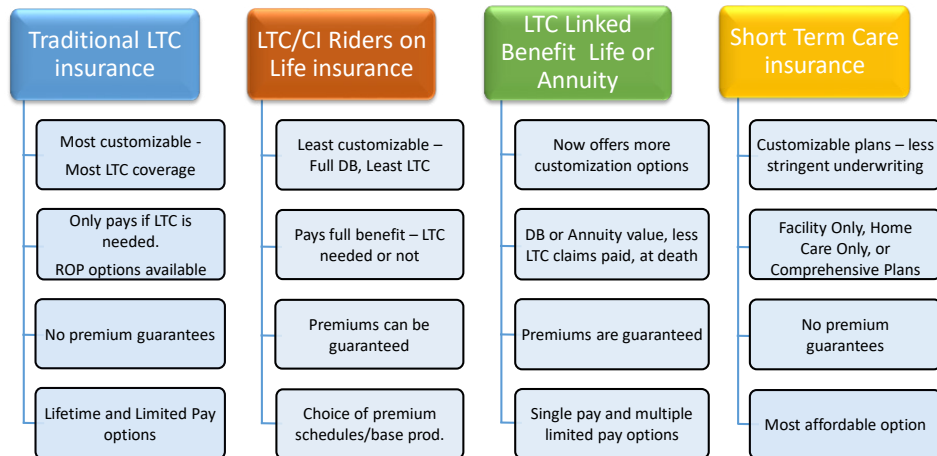 Traditional LTC
insurance
Most customizable -
Most LTC coverage
Only pays if LTC is
needed.
ROP options available
No premium guarantees
Lifetime and Limited Pay
options
LTC/CI Riders on
Life insurance
Least customizable –
Full DB, Least LTC
Pays full benefit – LTC
needed or not
Premiums can be
guaranteed
Choice of premium
schedules/base prod.
LTC Linked
Benefit Life or
Annuity
Now offers more
customization options
DB or Annuity value, less
LTC claims paid, at death
Premiums are guaranteed
Single pay and multiple
limited pay options
Short Term Care
insurance
Customizable plans – less
stringent underwriting
Facility Only, Home
Care Only, or
Comprehensive Plans
No premium
guarantees
Most affordable option